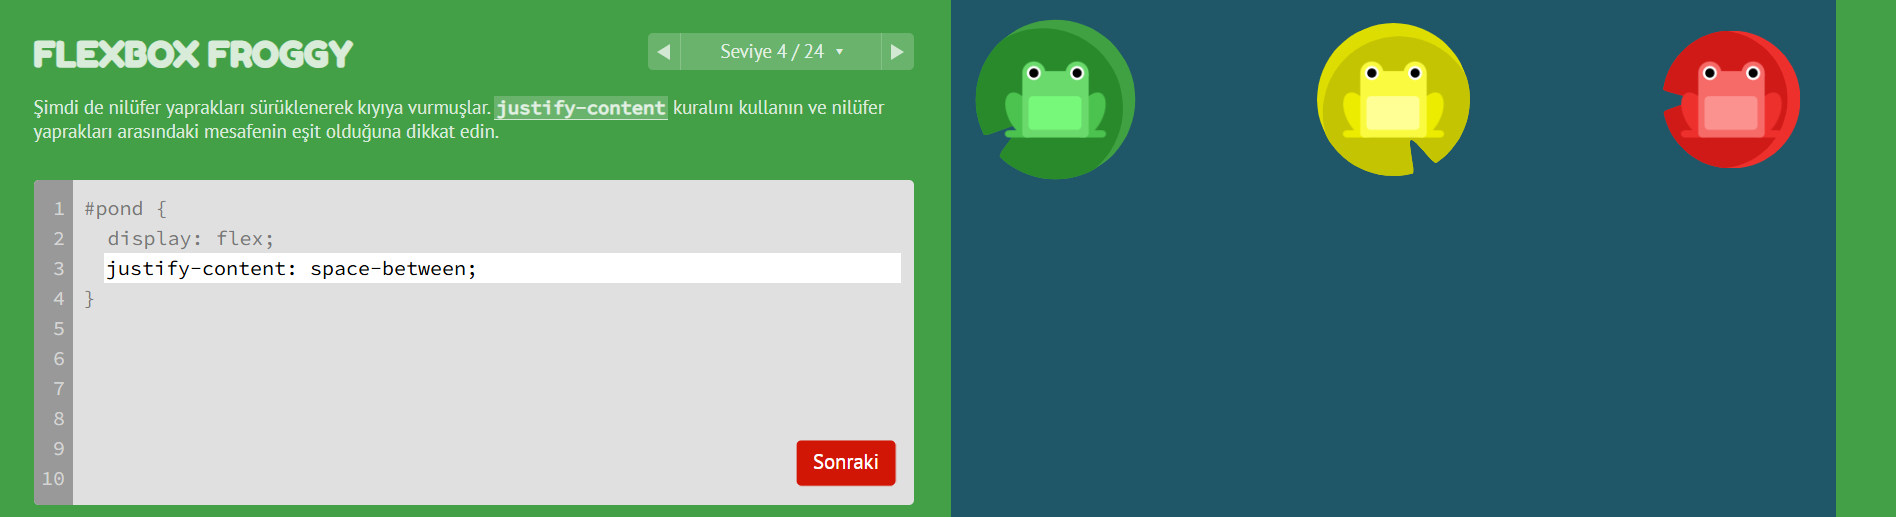 FLEXBOX FROGGY
◀ Seviye 4 / 24 ▾ ▶
Şimdi de nilüfer yaprakları sürüklenerek kıyıya vurmuşlar. justify-content kuralını kullanın ve nilüfer
yaprakları arasındaki mesafenin eşit olduğuna dikkat edin.
1 #pond {
2 display: flex;
3 justify-content: space-between;
4 }
5
6
7
8
9
10
Sonraki